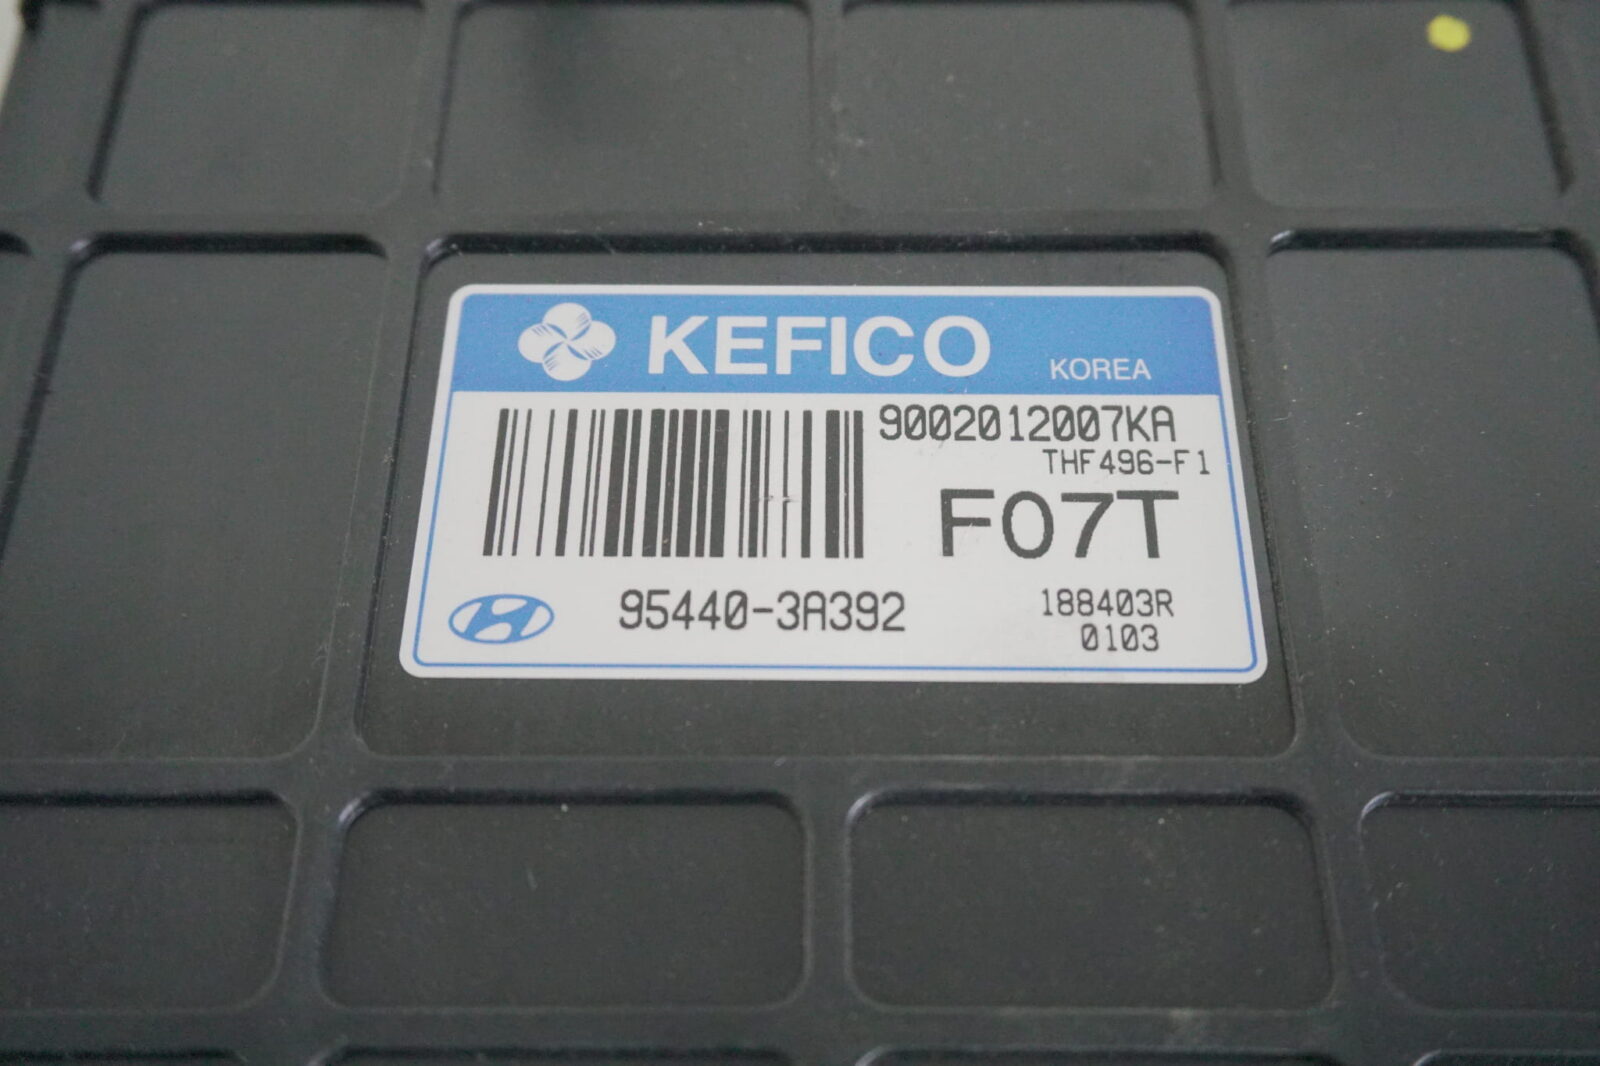 KEFICO KOREA
9002012007KA
THF496-F1
F07T
95440-3A392
188403R
0103